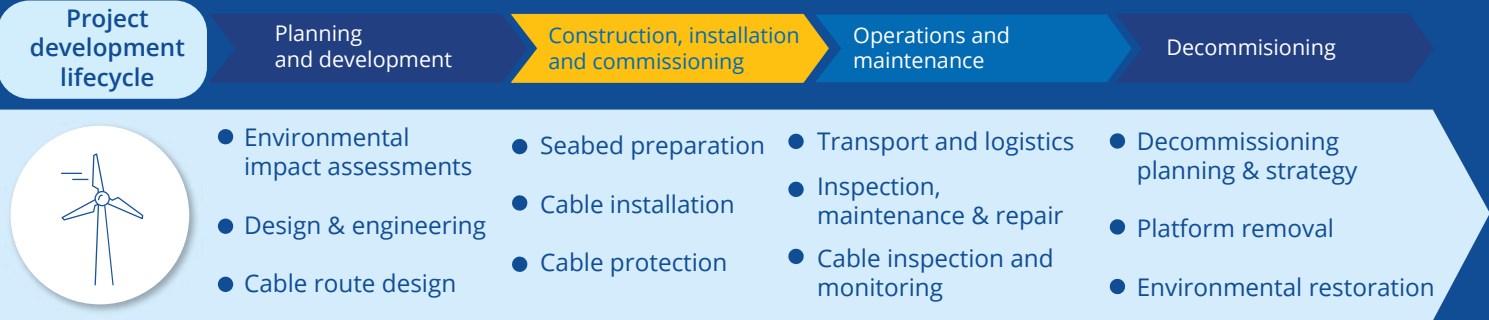 Project
development
lifecycle
Planning
and development
Construction, installation
and commissioning
Operations and
maintenance
Decommisioning
Environmental
impact assessments
Design & engineering
Cable route design
Seabed preparation
Cable installation
Cable protection
Transport and logistics
Inspection,
maintenance & repair
Cable inspection and
monitoring
Decommissioning
planning & strategy
Platform removal
Environmental restoration